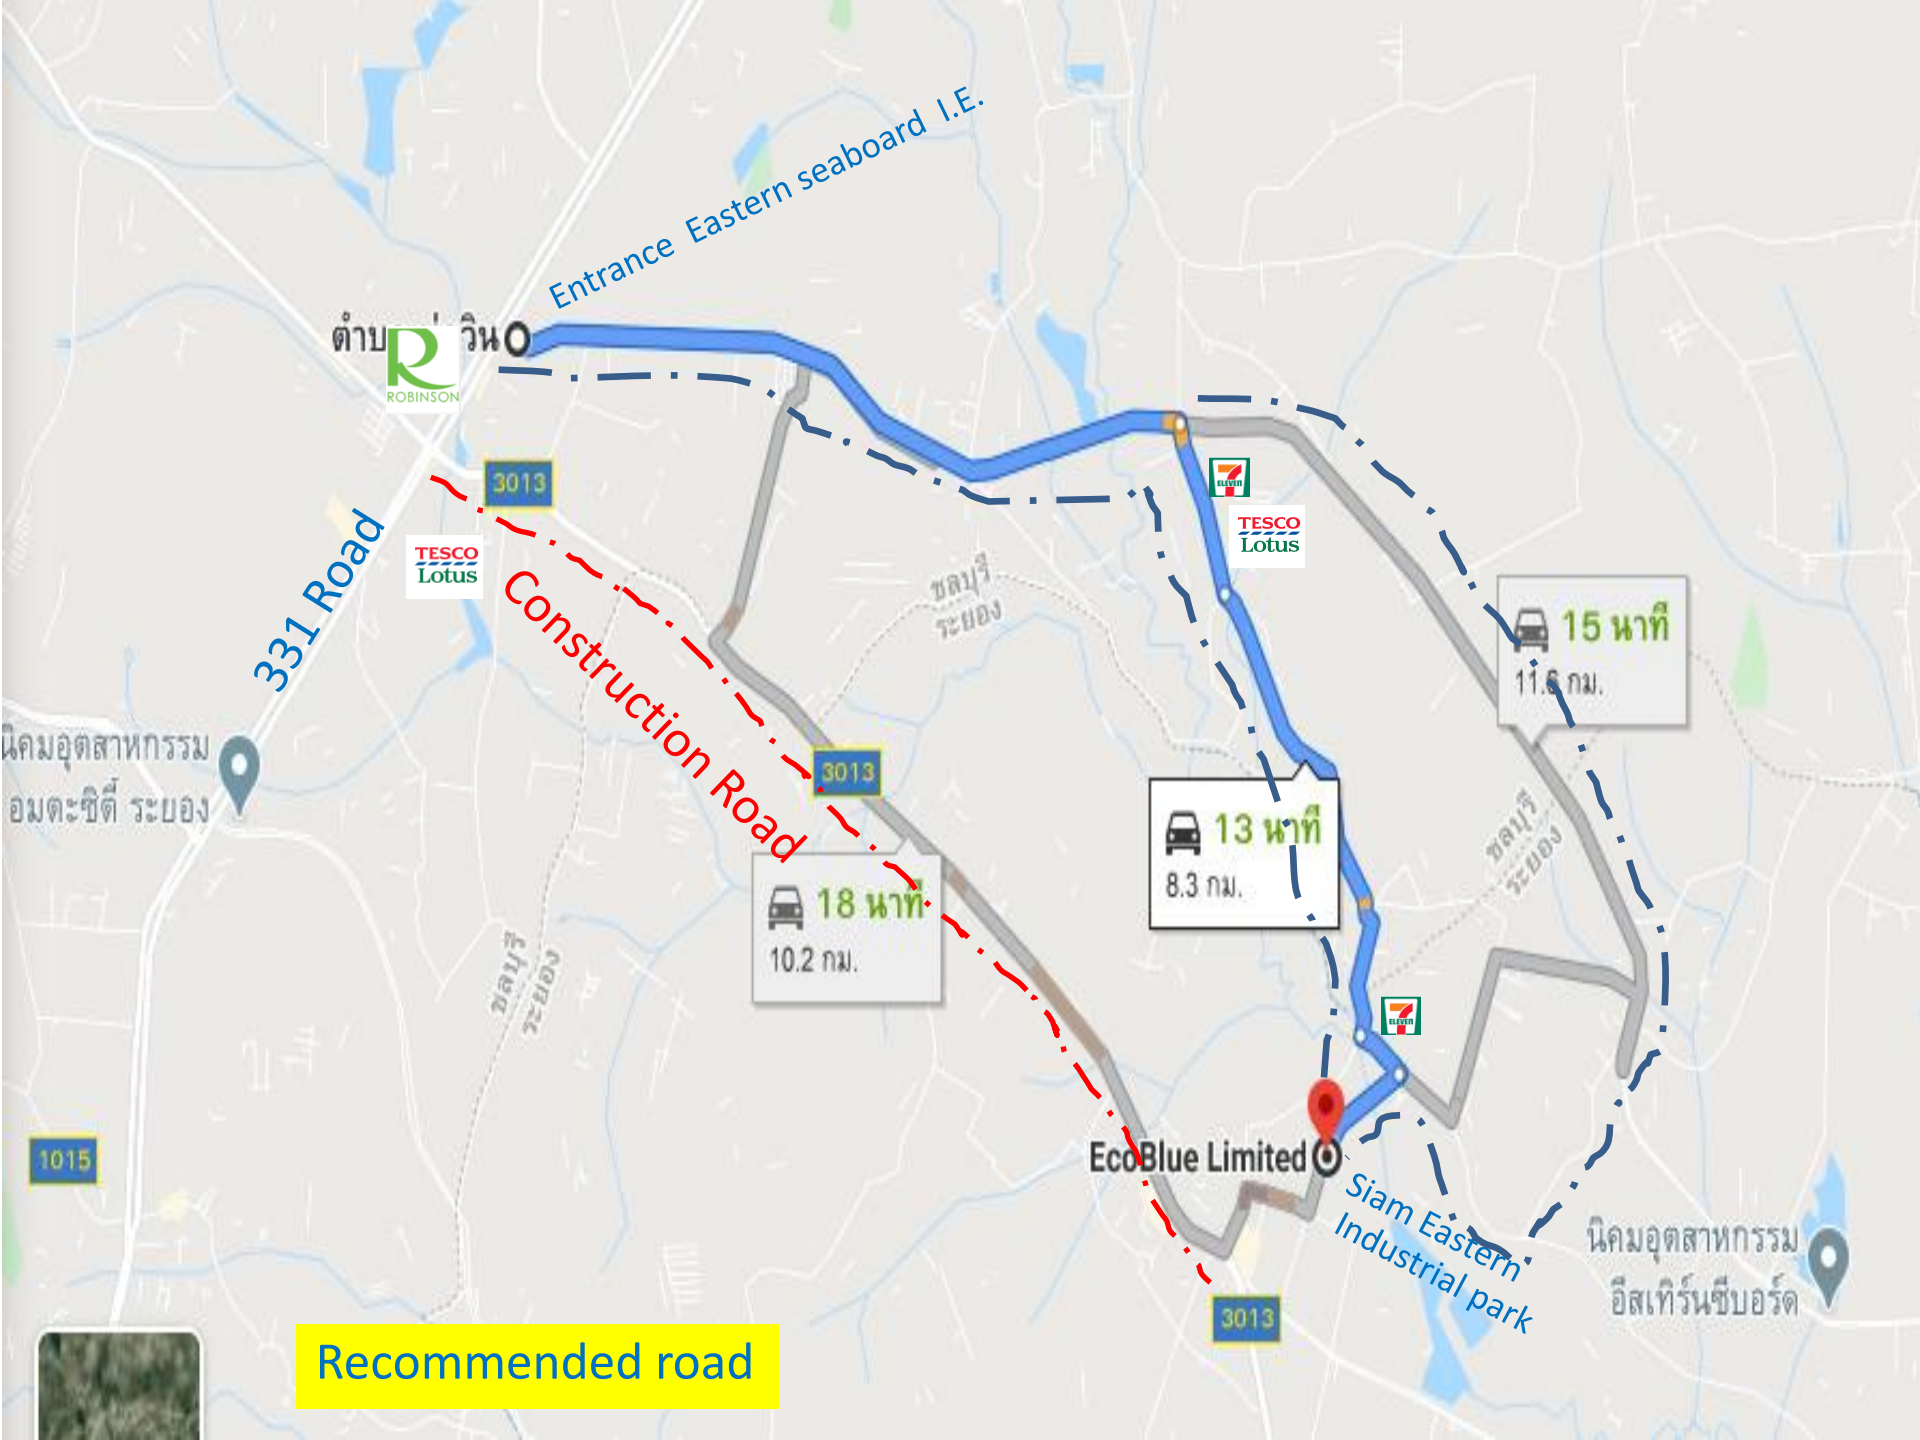 Entrance Eastern seaboard I.E.
ตำบ
วิน
ROBINSON
3013
TESCO
Lotus
331 Road
Construction Road
7
ELEVEN
TESCO
Lotus
ชลบุรี
ระยอง
15 นาที
11.6 กม.
นิคมอุตสาหกรรม
อมตะซิตี้ ระยอง
3013
13 นาที
8.3 กม.
ชลบุรี
ระยอง
18 นาที
10.2 กม.
ชลบุรี
ระยอง
7
ELEVEN
1015
EcoBlue Limited
Siam Eastern
Industrial park
นิคมอุตสาหกรรม
อีสเทิร์นซีบอร์ด
3013
Recommended road